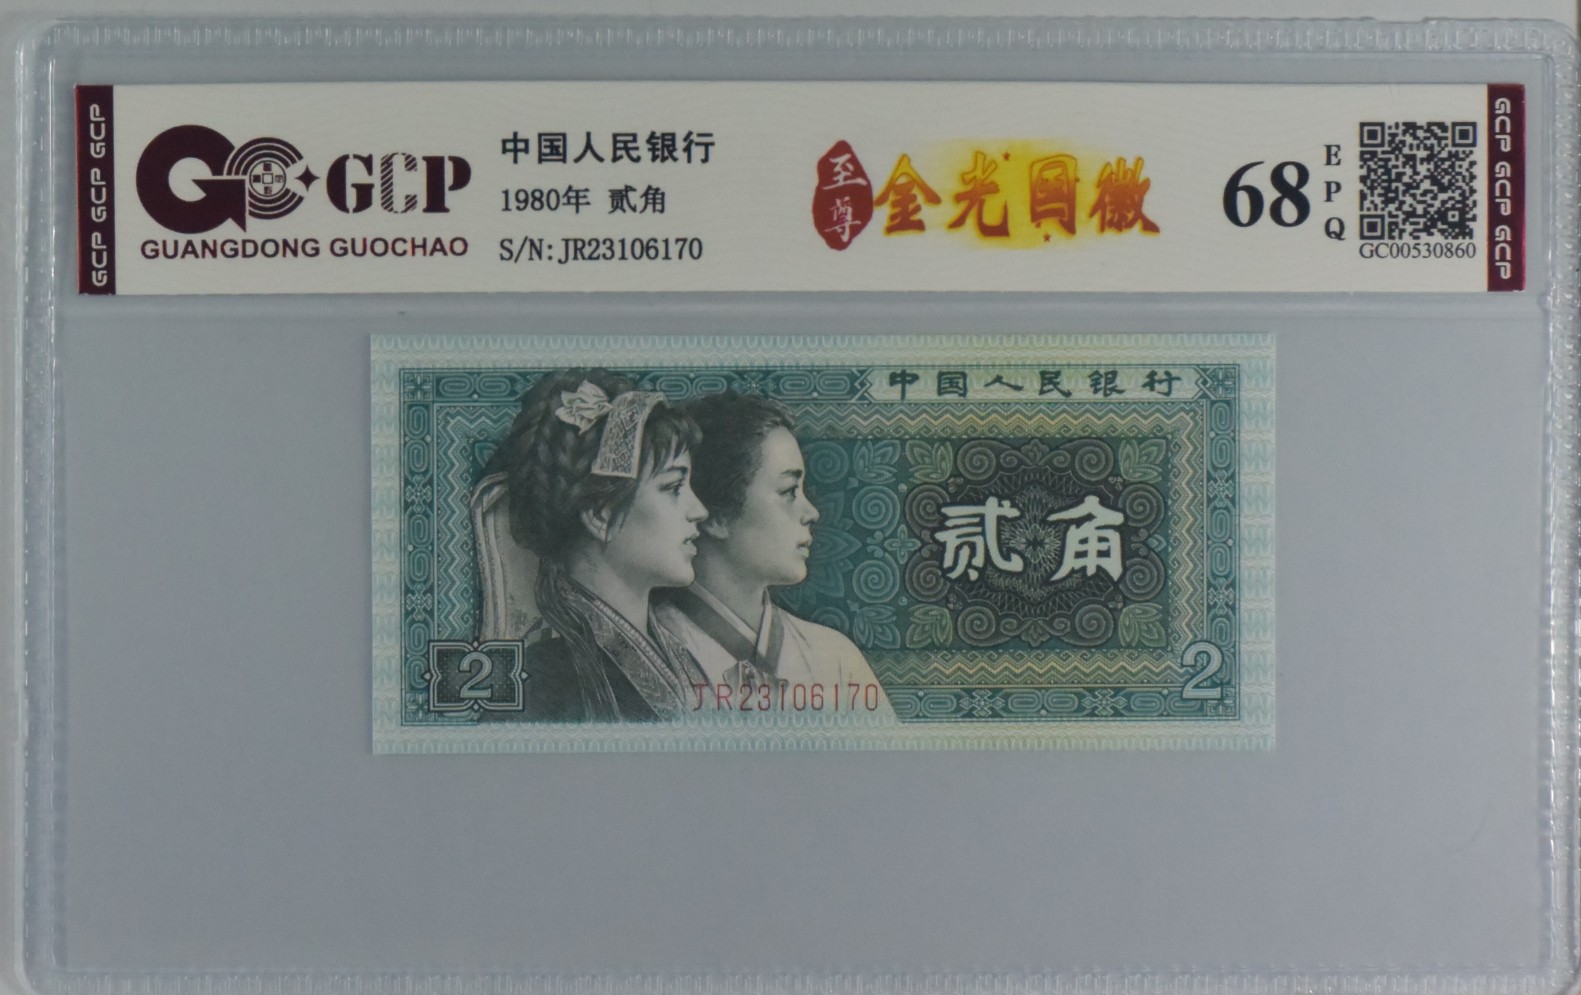 GCP GCP GCP
GCP
GUANGDONG GUOCHAO
中国人民银行
1980年 贰角
S/N:JR23106170
至尊
金光国徽
68
EPQ
GC00530860
GCP GCP GCP
中国人民银行
贰角
2
JR23106170
2